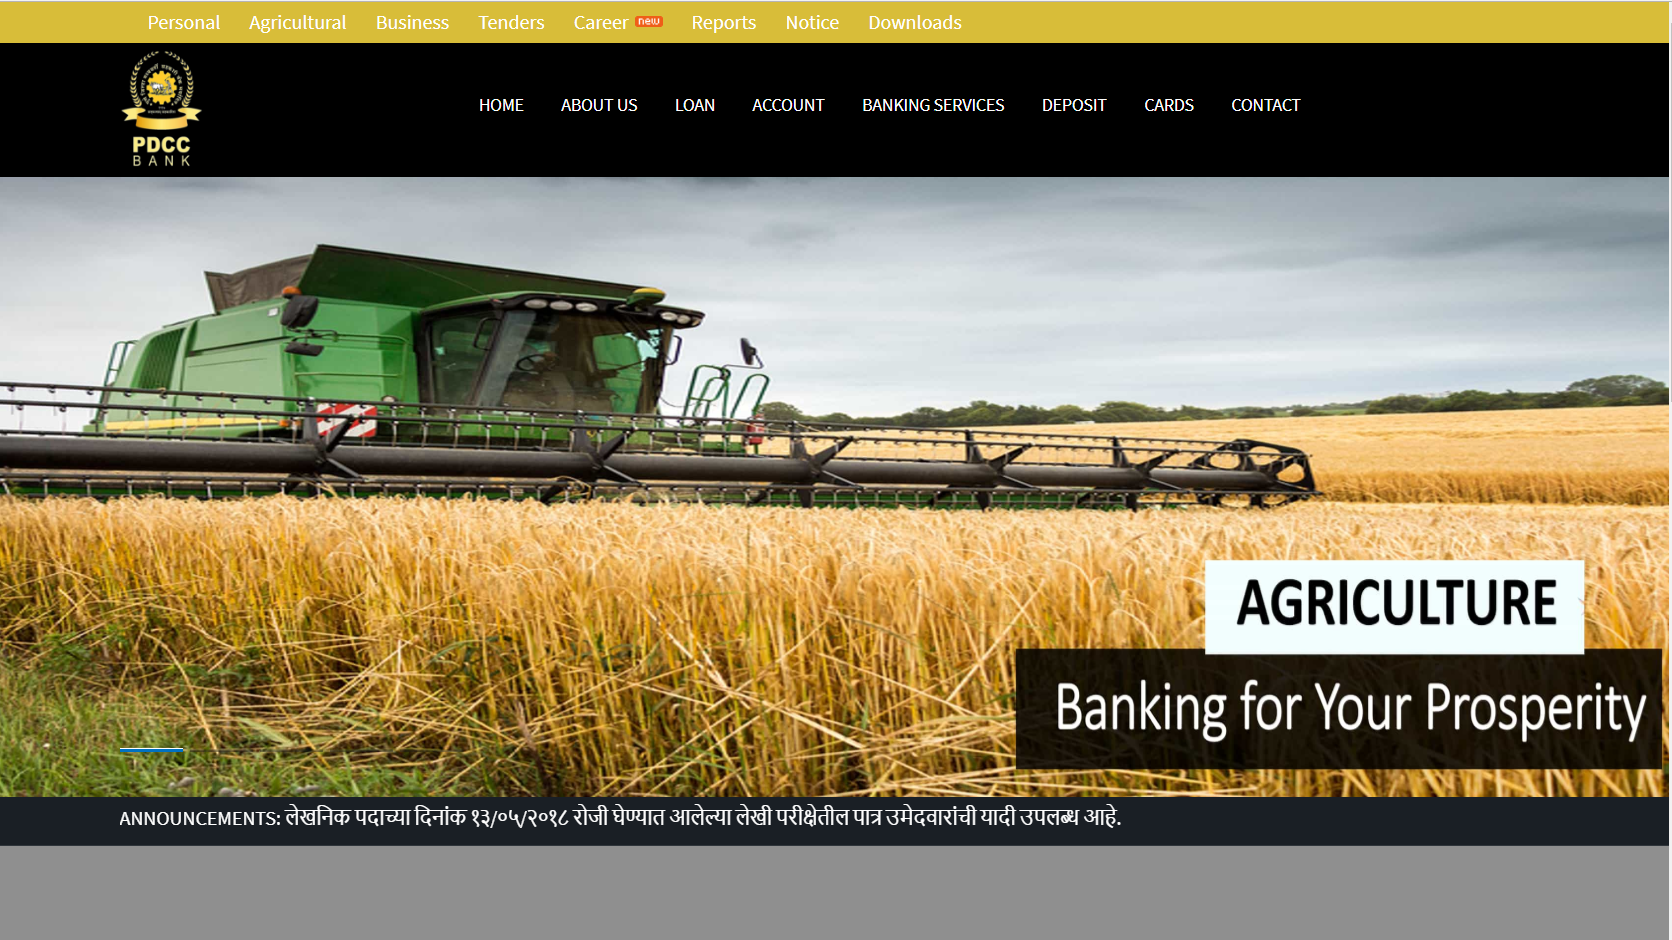 Personal Agricultural Business Tenders Career new Reports Notice Downloads
PDCC
BANK
HOME ABOUT US LOAN ACCOUNT BANKING SERVICES DEPOSIT CARDS CONTACT
AGRICULTURE
Banking for Your Prosperity
ANNOUNCEMENTS: लेखनिक पदाच्या दिनांक १३/०५/२०१८ रोजी घेण्यात आलेल्या लेखी परीक्षेतील पात्र उमेदवारांची यादी उपलब्ध आहे.